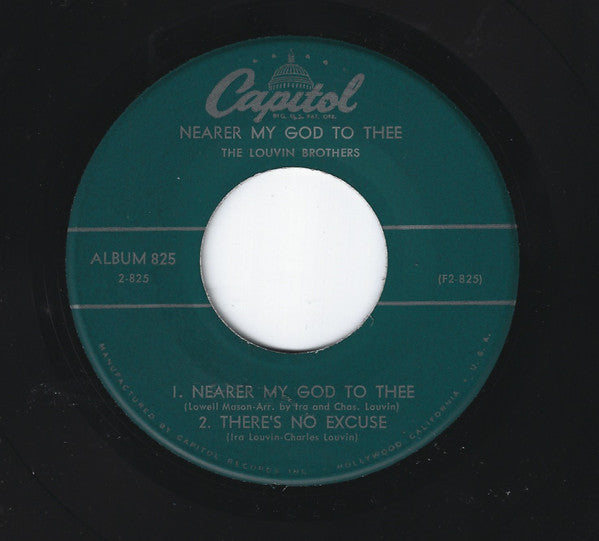 Capitol
REG. U.S. PAT. OFF.
NEARER MY GOD TO THEE
THE LOUVIN BROTHERS
ALBUM 825
2-825
(F2-825)
1. NEARER MY GOD TO THEE
(Lowell Mason-Arr. by Ira and Chas. Louvin)
2. THERE'S NO EXCUSE
(Ira Louvin-Charles Louvin)
MANUFACTURED BY CAPITOL RECORDS INC. HOLLYWOOD, CALIFORNIA • U.S.A.